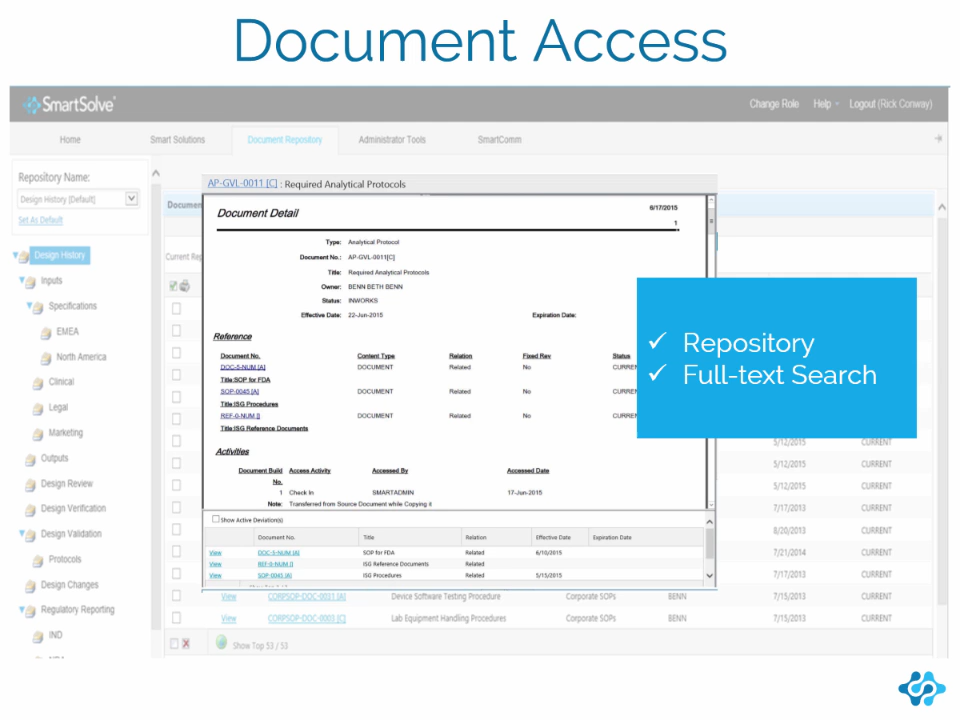 Document Access
SmartSolve
Change Role Help Logout (Rick Conway)
Home Smart Solutions Document Repository Administrator Tools SmartComm
Repository Name:
Design History [Default]
Set As Default
Design History
Inputs
Specifications
EMEA
North America
Clinical
Legal
Marketing
Outputs
Design Review
Design Verification
Design Validation
Protocols
Design Changes
Regulatory Reporting
IND
Documen
Current Rep
AP-GVL-0011 [C] : Required Analytical Protocols
Document Detail
6/17/2015
1
Type: Analytical Protocol
Document No.: AP-GVL-0011[C]
Title: Required Analytical Protocols
Owner: BENN BETH BENN
Status: INWORKS
Effective Date: 22-Jun-2015 Expiration Date:
Reference
Document No. Content Type Relation Fixed Rev Status
DOC-5-NUM [A] DOCUMENT Related No CURREN
Title:SOP for FDA
SOP-0045 [A] DOCUMENT Related No CURREN
Title:ISG Procedures
REF-0-NUM [] DOCUMENT Related No CURREN
Title:ISG Reference Documents
Activities
Document Build No. Access Activity Accessed By Accessed Date
1 Check In SMARTADMIN 17-Jun-2015
Note: Transferred from Source Document while Copying it
Show Active Deviation(s)
Document No. Title Relation Effective Date Expiration Date
View DOC-5-NUM [A] SOP for FDA Related 6/10/2015
View REF-0-NUM [] ISG Reference Documents Related
View SOP-0045 [A] ISG Procedures Related 5/15/2015
✓ Repository
✓ Full-text Search
5/12/2015 CURRENT
5/12/2015 CURRENT
5/12/2015 CURRENT
7/17/2013 CURRENT
8/20/2013 CURRENT
7/21/2014 CURRENT
7/17/2013 CURRENT
View CORPSOP-DOC-0031 [A] Device Software Testing Procedure Corporate SOPs BENN 7/15/2013 CURRENT
View CORPSOP-DOC-0003 [C] Lab Equipment Handling Procedures Corporate SOPs BENN 7/15/2013 CURRENT
Show Top 53 / 53